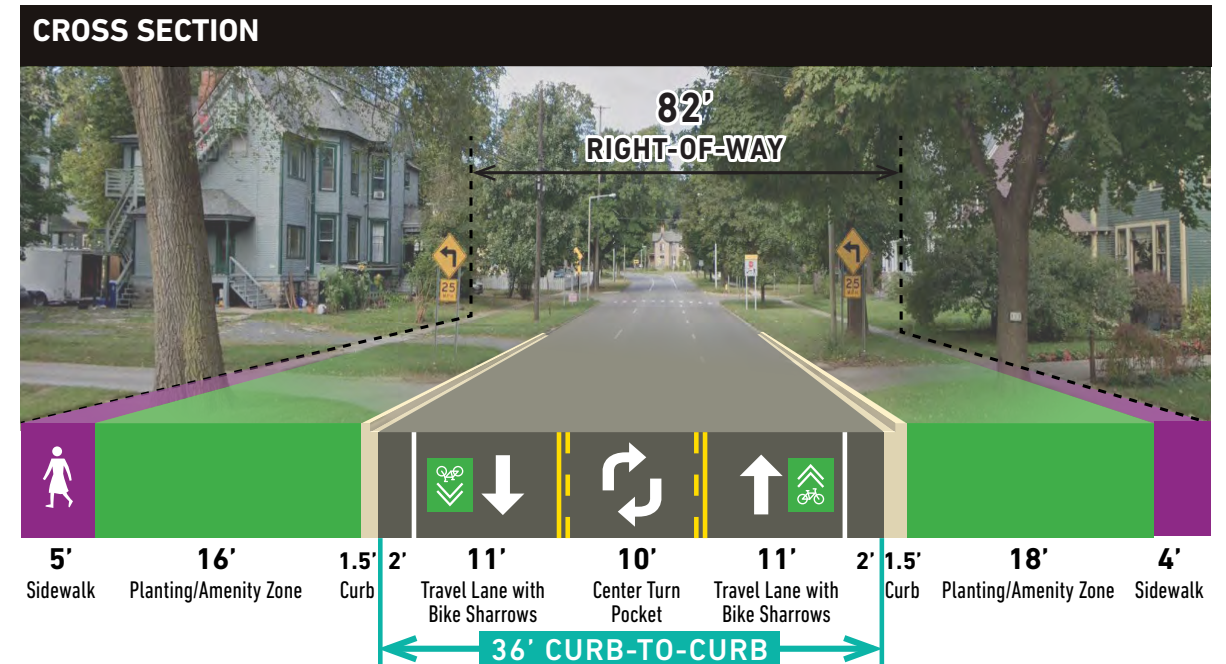 CROSS SECTION
82’
RIGHT-OF-WAY
25
25
5’
Sidewalk
16’
Planting/Amenity Zone
1.5’
Curb
2’
11’
Travel Lane with
Bike Sharrows
10’
Center Turn
Pocket
11’
Travel Lane with
Bike Sharrows
2’
1.5’
Curb
18’
Planting/Amenity Zone
4’
Sidewalk
36’ CURB-TO-CURB